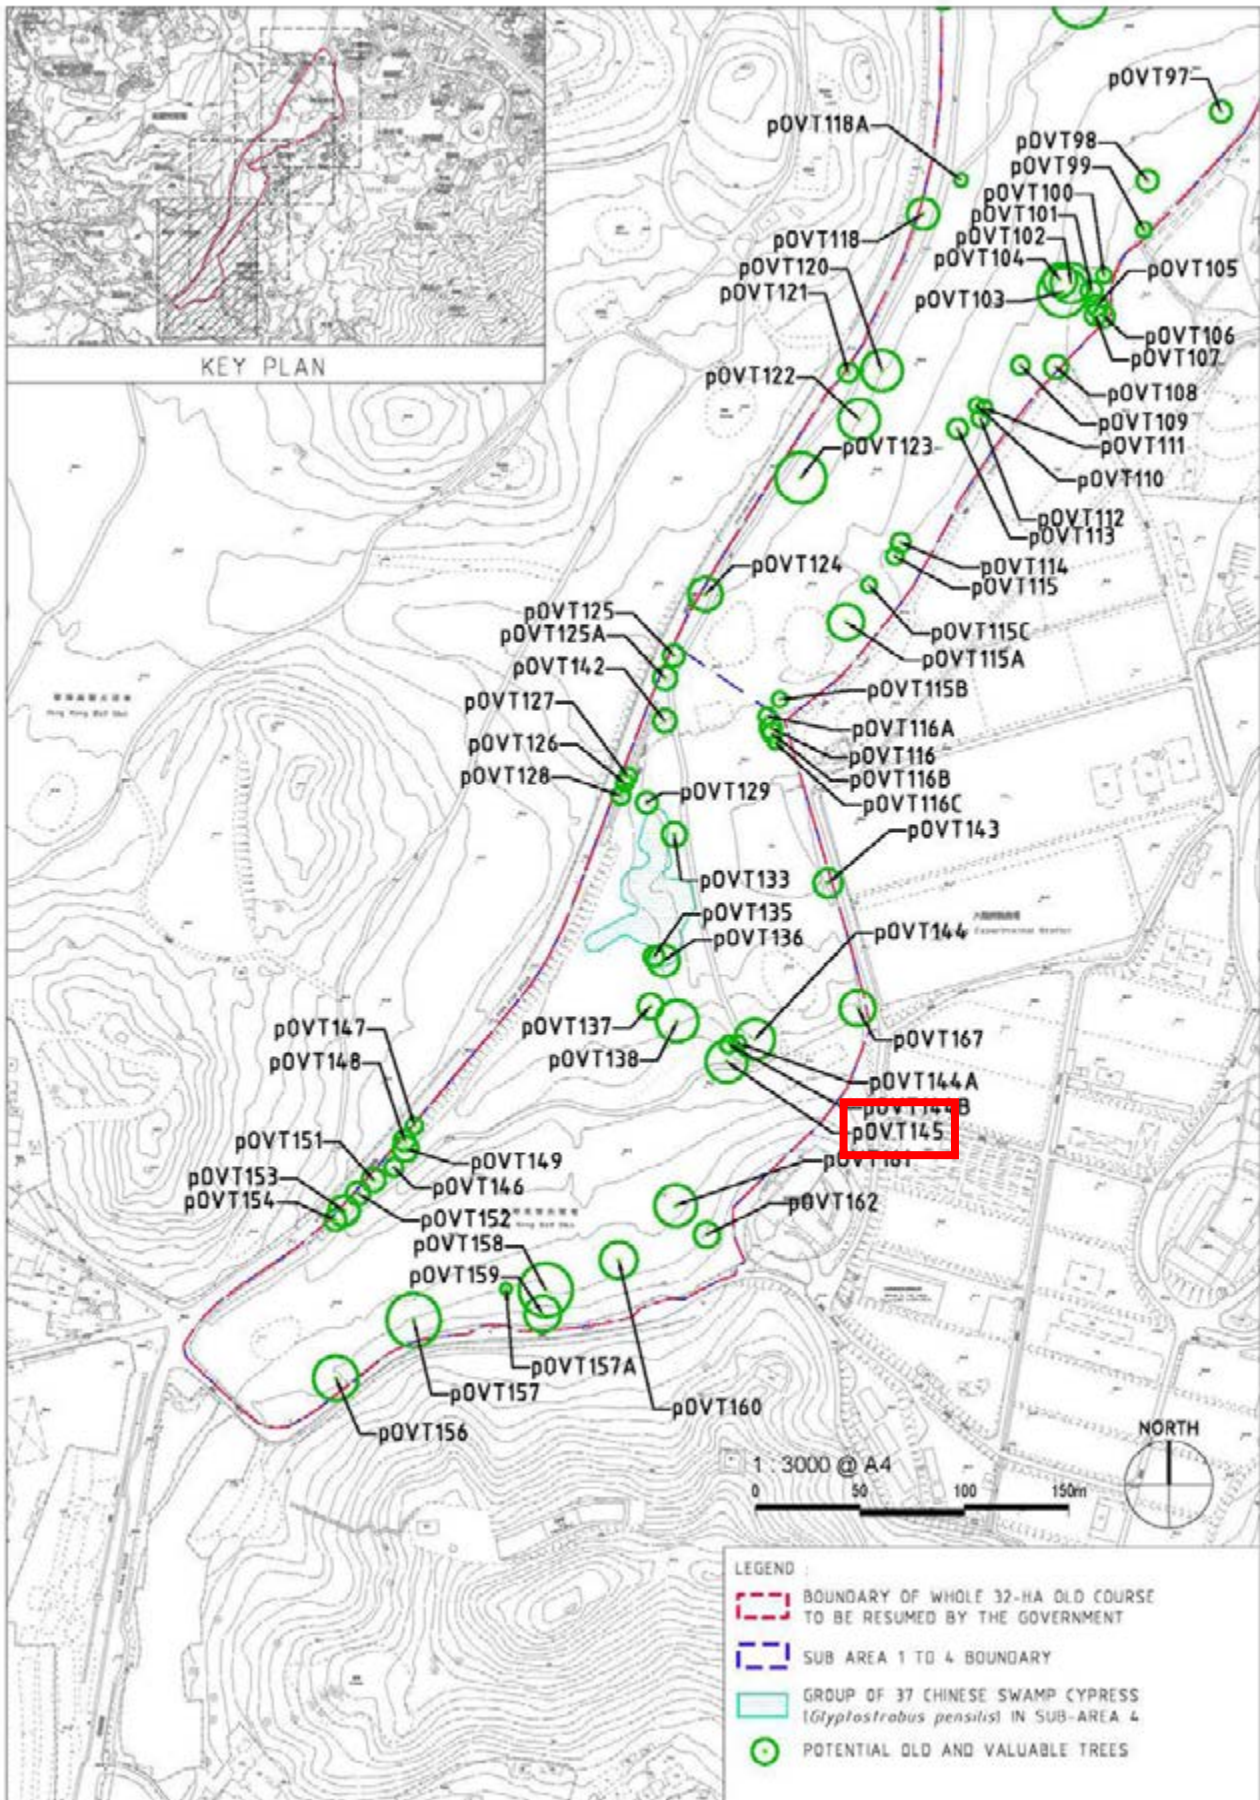 KEY PLAN
pOVT97
pOVT118A
pOVT98
pOVT99
pOVT100
pOVT101
pOVT118
pOVT102
pOVT120
pOVT104
pOVT105
pOVT121
pOVT103
pOVT106
pOVT107
pOVT122
pOVT108
pOVT109
pOVT123
pOVT111
pOVT110
pOVT112
pOVT113
pOVT124
pOVT114
pOVT115
pOVT125
pOVT125A
pOVT115C
pOVT142
pOVT115A
pOVT115B
pOVT127
pOVT116A
pOVT126
pOVT116
pOVT128
pOVT129
pOVT116B
pOVT116C
pOVT143
pOVT133
pOVT135
pOVT136
pOVT144
Experimental Station
pOVT147
pOVT137
pOVT148
pOVT138
pOVT167
pOVT144A
pOVT144B
pOVT151
pOVT145
pOVT149
pOVT161
pOVT153
pOVT146
pOVT154
pOVT152
pOVT162
pOVT158
pOVT159
pOVT157A
pOVT157
pOVT160
pOVT156
NORTH
1 : 3000 @ A4
0 50 100 150m
LEGEND :
BOUNDARY OF WHOLE 32-HA OLD COURSE
TO BE RESUMED BY THE GOVERNMENT
SUB AREA 1 TO 4 BOUNDARY
GROUP OF 37 CHINESE SWAMP CYPRESS
(Glyptostrobus pensilis) IN SUB-AREA 4
POTENTIAL OLD AND VALUABLE TREES